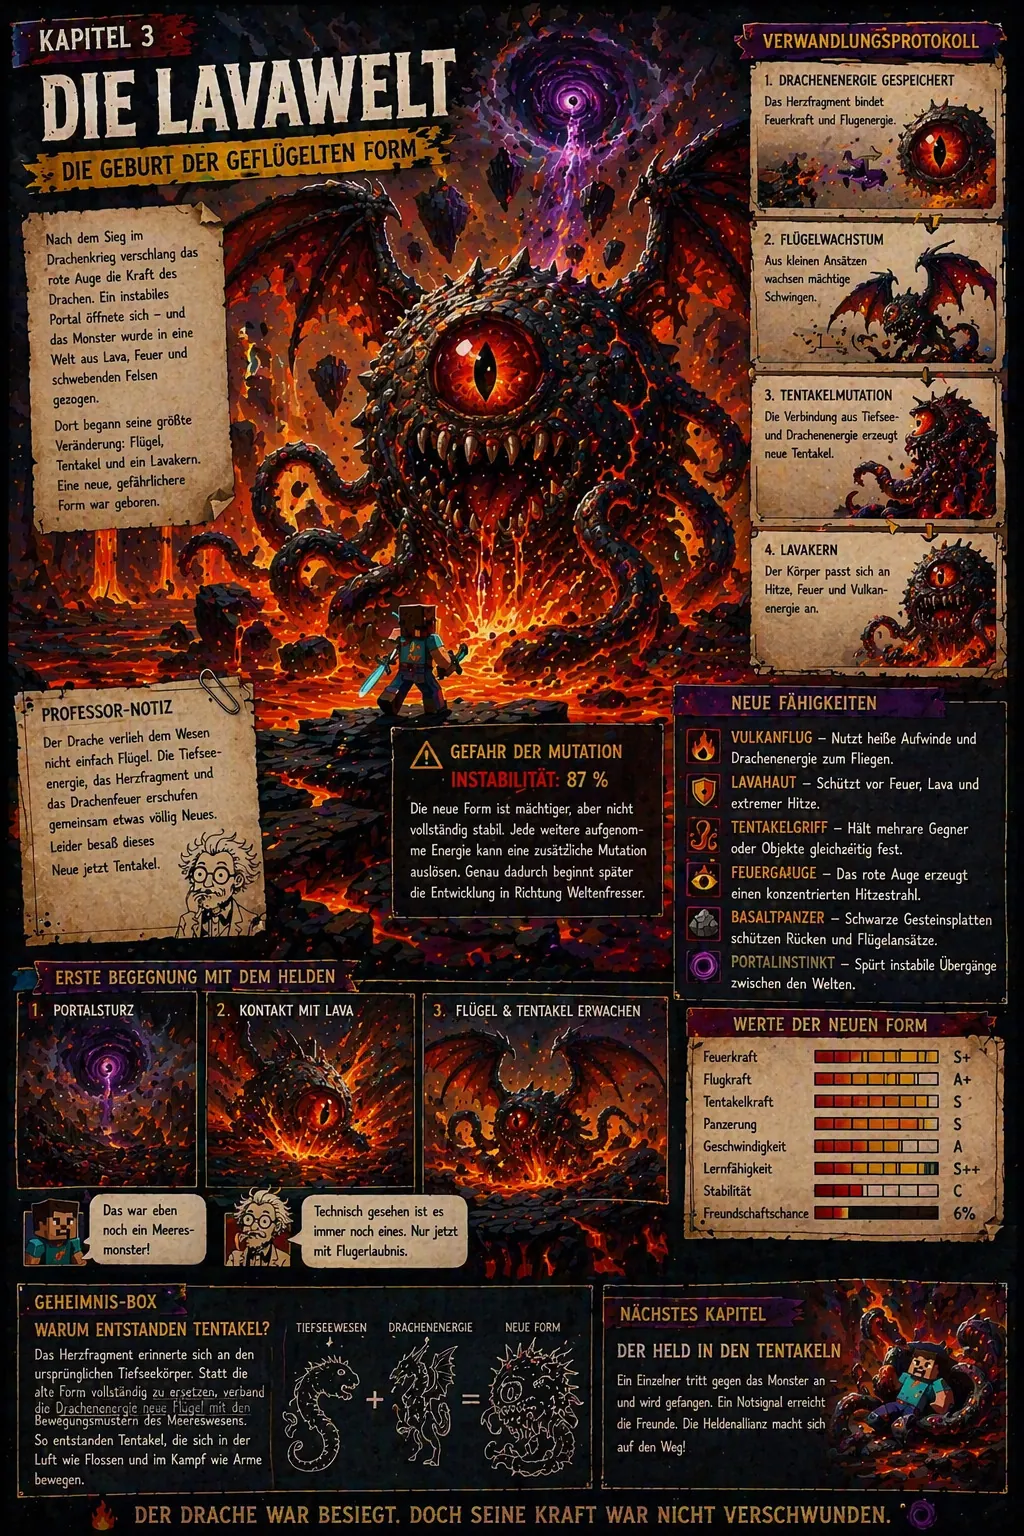 KAPITEL 3
DIE LAVAWELT
DIE GEBURT DER GEFLÜGELTEN FORM
Nach dem Sieg im
Drachenkrieg verschlang das
rote Auge die Kraft des
Drachen. Ein instabiles
Portal öffnete sich – und
das Monster wurde in eine
Welt aus Lava, Feuer und
schwebenden Felsen
gezogen.
Dort begann seine größte
Veränderung: Flügel,
Tentakel und ein Lavakern.
Eine neue, gefährlichere
Form war geboren.
VERWANDLUNGSPROTOKOLL
1. DRACHENENERGIE GESPEICHERT
Das Herzfragment bindet
Feuerkraft und Flugenergie.
2. FLÜGELWACHSTUM
Aus kleinen Ansätzen
wachsen mächtige
Schwingen.
3. TENTAKELMUTATION
Die Verbindung aus Tiefsee-
und Drachenenergie erzeugt
neue Tentakel.
4. LAVAKERN
Der Körper passt sich an
Hitze, Feuer und Vulkan-
energie an.
PROFESSOR-NOTIZ
Der Drache verlieh dem Wesen
nicht einfach Flügel. Die Tiefsee-
energie, das Herzfragment und
das Drachenfeuer erschufen
gemeinsam etwas völlig Neues.
Leider besaß dieses
Neue jetzt Tentakel.
GEFAHR DER MUTATION
INSTABILITÄT: 87 %
Die neue Form ist mächtiger, aber nicht
vollständig stabil. Jede weitere aufgenom-
me Energie kann eine zusätzliche Mutation
auslösen. Genau dadurch beginnt später
die Entwicklung in Richtung Weltenfresser.
NEUE FÄHIGKEITEN
VULKANFLUG – Nutzt heiße Aufwinde und
Drachenenergie zum Fliegen.
LAVAHAUT – Schützt vor Feuer, Lava und
extremer Hitze.
TENTAKELGRIFF – Hält mehrare Gegner
oder Objekte gleichzeitig fest.
FEUERGAUGE – Das rote Auge erzeugt
einen konzentrierten Hitzestrahl.
BASALTPANZER – Schwarze Gesteinsplatten
schützen Rücken und Flügelansätze.
PORTALINSTINKT – Spürt instabile Übergänge
zwischen den Welten.
ERSTE BEGEGNUNG MIT DEM HELDEN
1. PORTALSTURZ
2. KONTAKT MIT LAVA
3. FLÜGEL & TENTAKEL ERWACHEN
Das war eben
noch ein Meeres-
monster!
Technisch gesehen ist es
immer noch eines. Nur jetzt
mit Flugerlaubnis.
WERTE DER NEUEN FORM
Feuerkraft S+
Flugkraft A+
Tentakelkraft S
Panzerung S
Geschwindigkeit A
Lernfähigkeit S++
Stabilität C
Freundschaftschance 6%
GEHEIMNIS-BOX
WARUM ENTSTANDEN TENTAKEL?
Das Herzfragment erinnerte sich an den
ursprünglichen Tiefseekörper. Statt die
alte Form vollständig zu ersetzen, verband
die Drachenenergie neue Flügel mit den
Bewegungsmustern des Meereswesens.
So entstanden Tentakel, die sich in der
Luft wie Flossen und im Kampf wie Arme
bewegen.
TIEFSEEWESEN
DRACHENENERGIE
NEUE FORM
+ =
NÄCHSTES KAPITEL
DER HELD IN DEN TENTAKELN
Ein Einzelner tritt gegen das Monster an –
und wird gefangen. Ein Notsignal erreicht
die Freunde. Die Heldenallianz macht sich
auf den Weg!
DER DRACHE WAR BESIEGT. DOCH SEINE KRAFT WAR NICHT VERSCHWUNDEN.